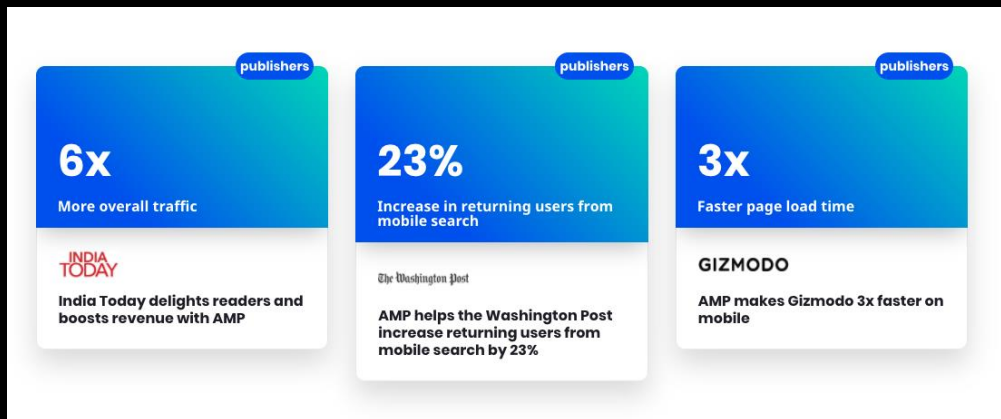 publishers
6x
More overall traffic
INDIA
TODAY
India Today delights readers and
boosts revenue with AMP
publishers
23%
Increase in returning users from
mobile search
The Washington Post
AMP helps the Washington Post
increase returning users from
mobile search by 23%
publishers
3x
Faster page load time
GIZMODO
AMP makes Gizmodo 3x faster on
mobile